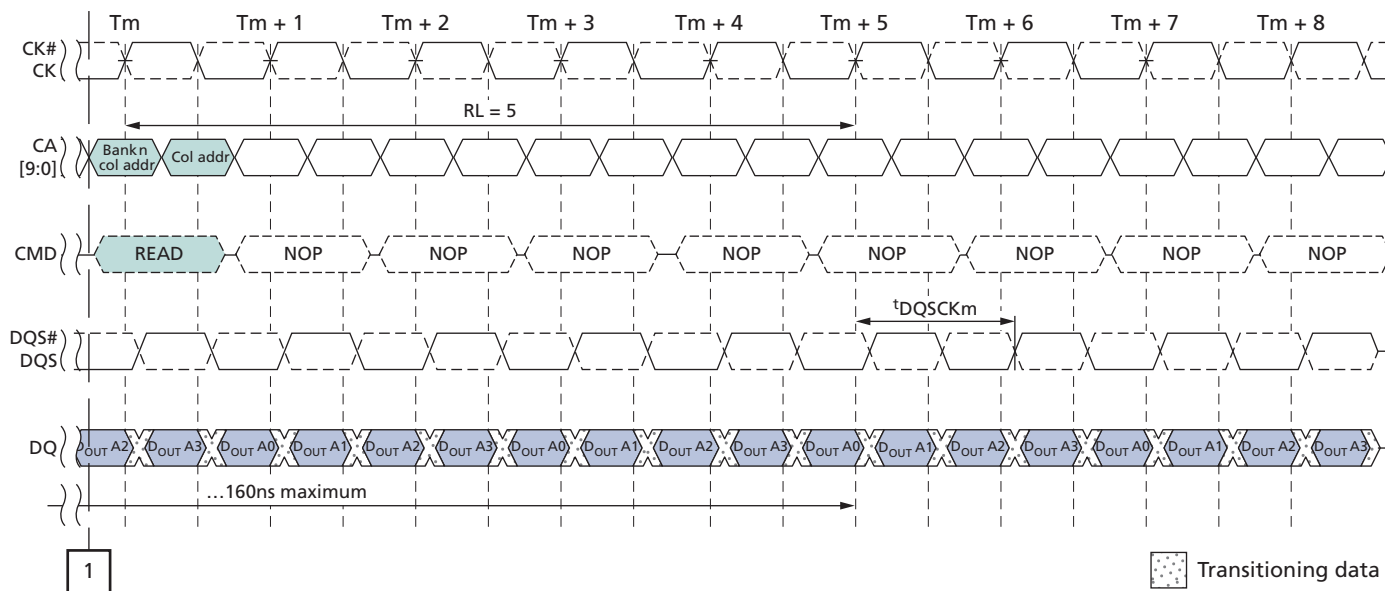 Tm Tm + 1 Tm + 2 Tm + 3 Tm + 4 Tm + 5 Tm + 6 Tm + 7 Tm + 8
CK#
CK
RL = 5
CA
[9:0]
Bank n
col addr
Col addr
CMD
READ NOP NOP NOP NOP NOP NOP NOP NOP
tDQSCKm
DQS#
DQS
DQ
DOUT A2 DOUT A3 DOUT A0 DOUT A1 DOUT A2 DOUT A3 DOUT A0 DOUT A1 DOUT A2 DOUT A3 DOUT A0 DOUT A1 DOUT A2 DOUT A3 DOUT A0 DOUT A1 DOUT A2 DOUT A3
...160ns maximum
1
Transitioning data